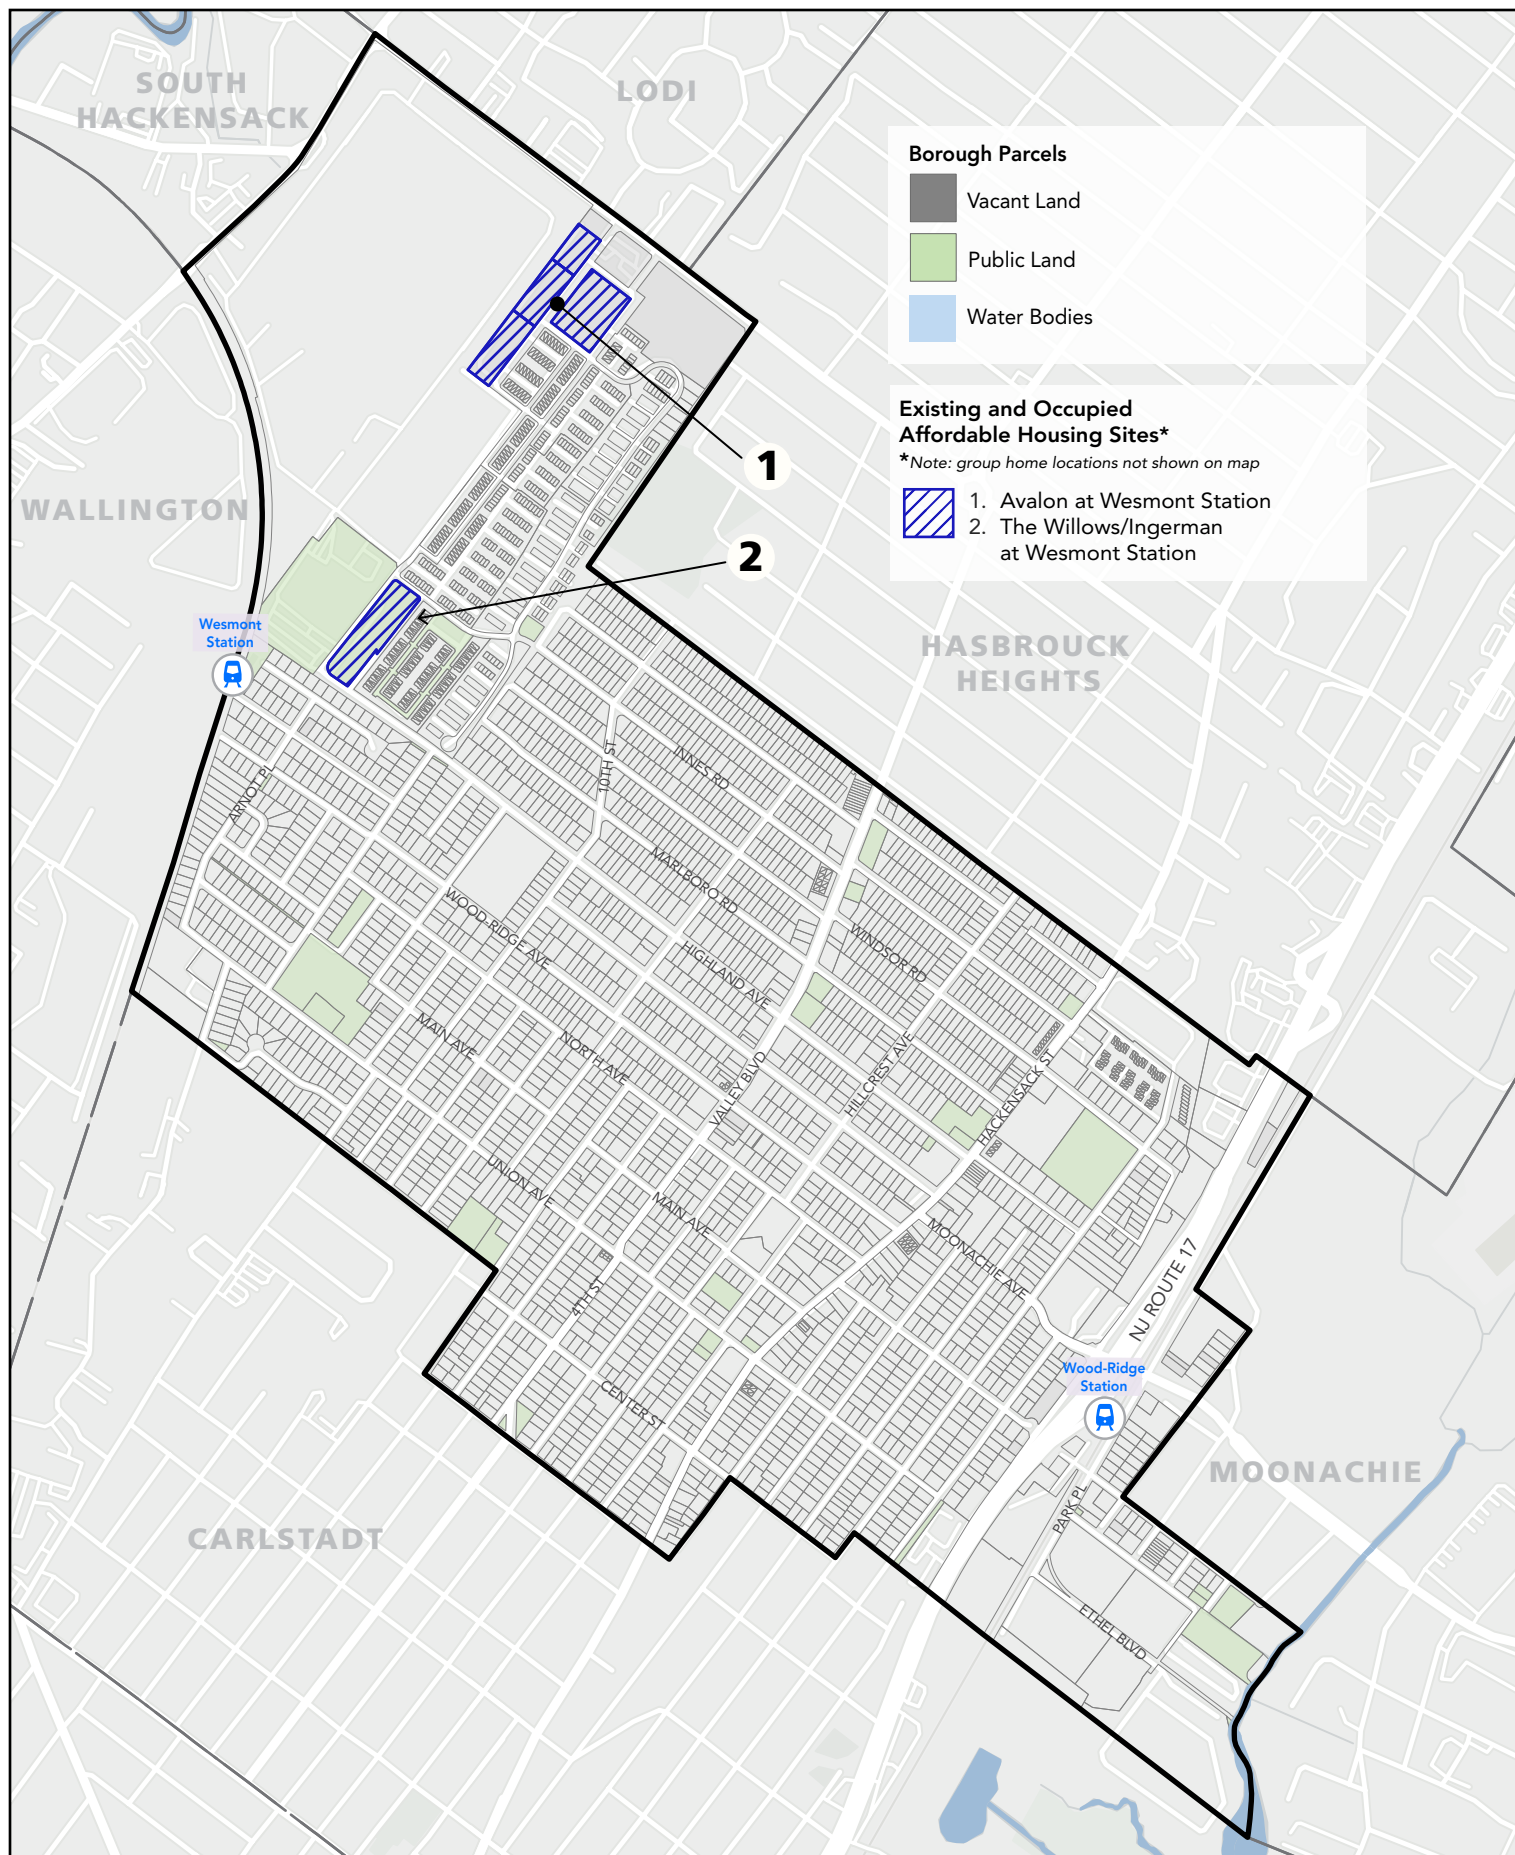 SOUTH
HACKENSACK
LODI
Borough Parcels
Vacant Land
Public Land
Water Bodies
Existing and Occupied
Affordable Housing Sites*
*Note: group home locations not shown on map
1. Avalon at Wesmont Station
2. The Willows/Ingerman
at Wesmont Station
1
WALLINGTON
2
Wesmont
Station
HASBROUCK
HEIGHTS
INNES RD
10TH ST
ARNOT PL
MARLBORO RD
WOOD-RIDGE AVE
HIGHLAND AVE
WINDSOR RD
MAIN AVE
NORTH AVE
VALLEY BLVD
HILLCREST AVE
HACKENSACK ST
UNION AVE
MAIN AVE
MOONACHIE AVE
NJ ROUTE 17
4TH ST
Wood-Ridge
Station
CENTER ST
MOONACHIE
PARK PL
CARLSTADT
ETHEL BLVD